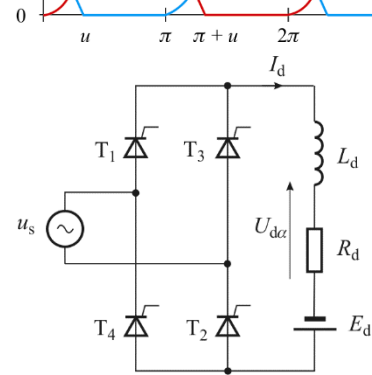 0
u π π + u 2π
I_d
T_1 T_3
L_d
u_s
U_dα
R_d
T_4 T_2
E_d